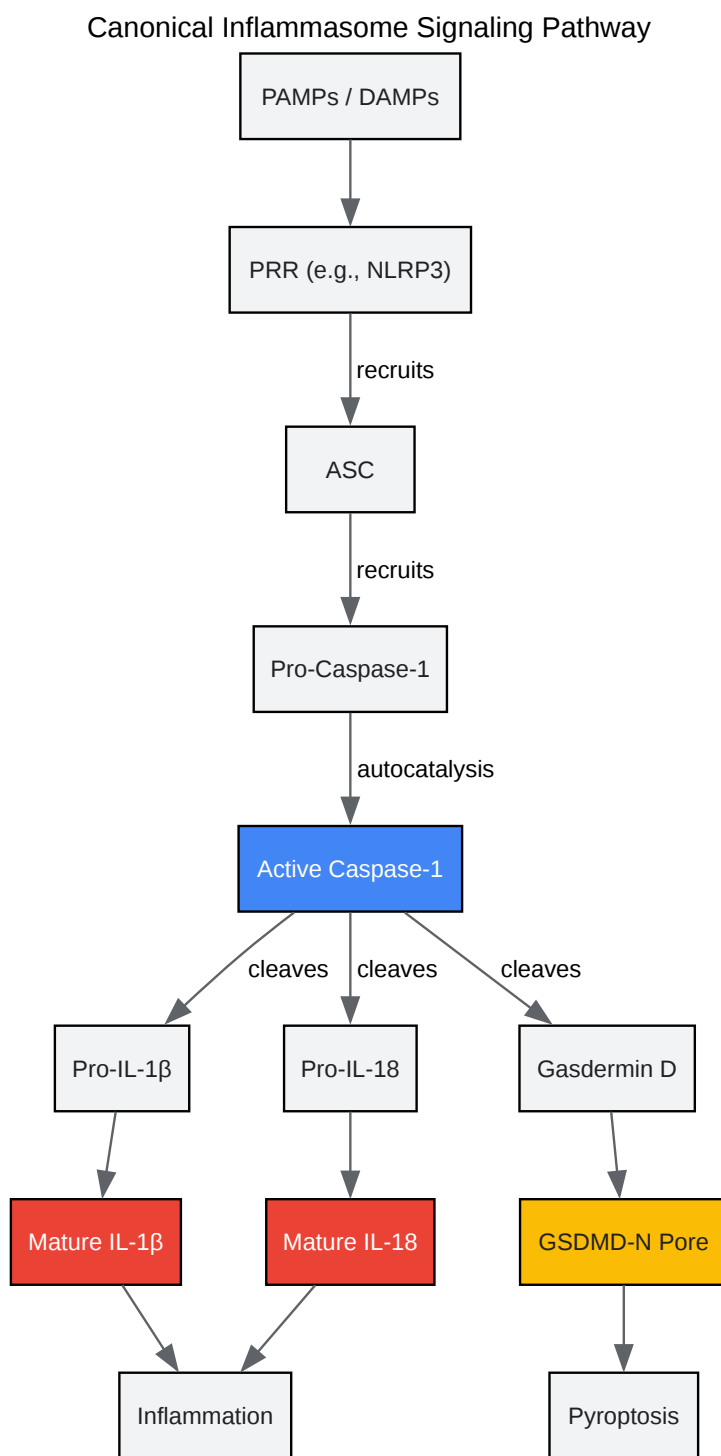 Canonical Inflammasome Signaling Pathway
PAMPs / DAMPs
PRR (e.g., NLRP3)
recruits
ASC
recruits
Pro-Caspase-1
autocatalysis
Active Caspase-1
cleaves
cleaves
cleaves
Pro-IL-1β
Pro-IL-18
Gasdermin D
Mature IL-1β
Mature IL-18
GSDMD-N Pore
Inflammation
Pyroptosis